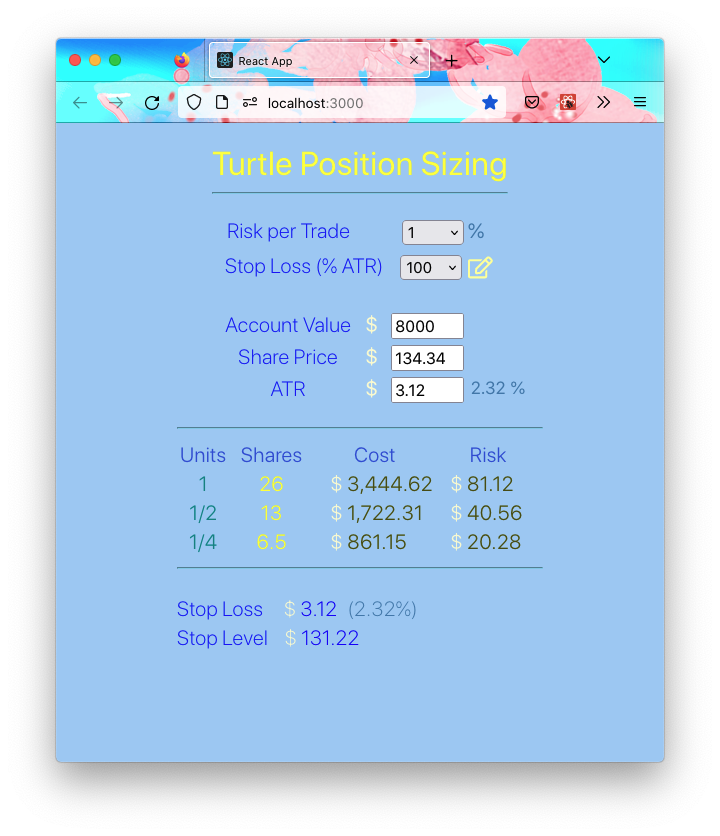 React App
localhost:3000
Turtle Position Sizing
Risk per Trade 1 %
Stop Loss (% ATR) 100
Account Value $ 8000
Share Price $ 134.34
ATR $ 3.12 2.32 %
Units Shares Cost Risk
1 26 $ 3,444.62 $ 81.12
1/2 13 $ 1,722.31 $ 40.56
1/4 6.5 $ 861.15 $ 20.28
Stop Loss $ 3.12 (2.32%)
Stop Level $ 131.22